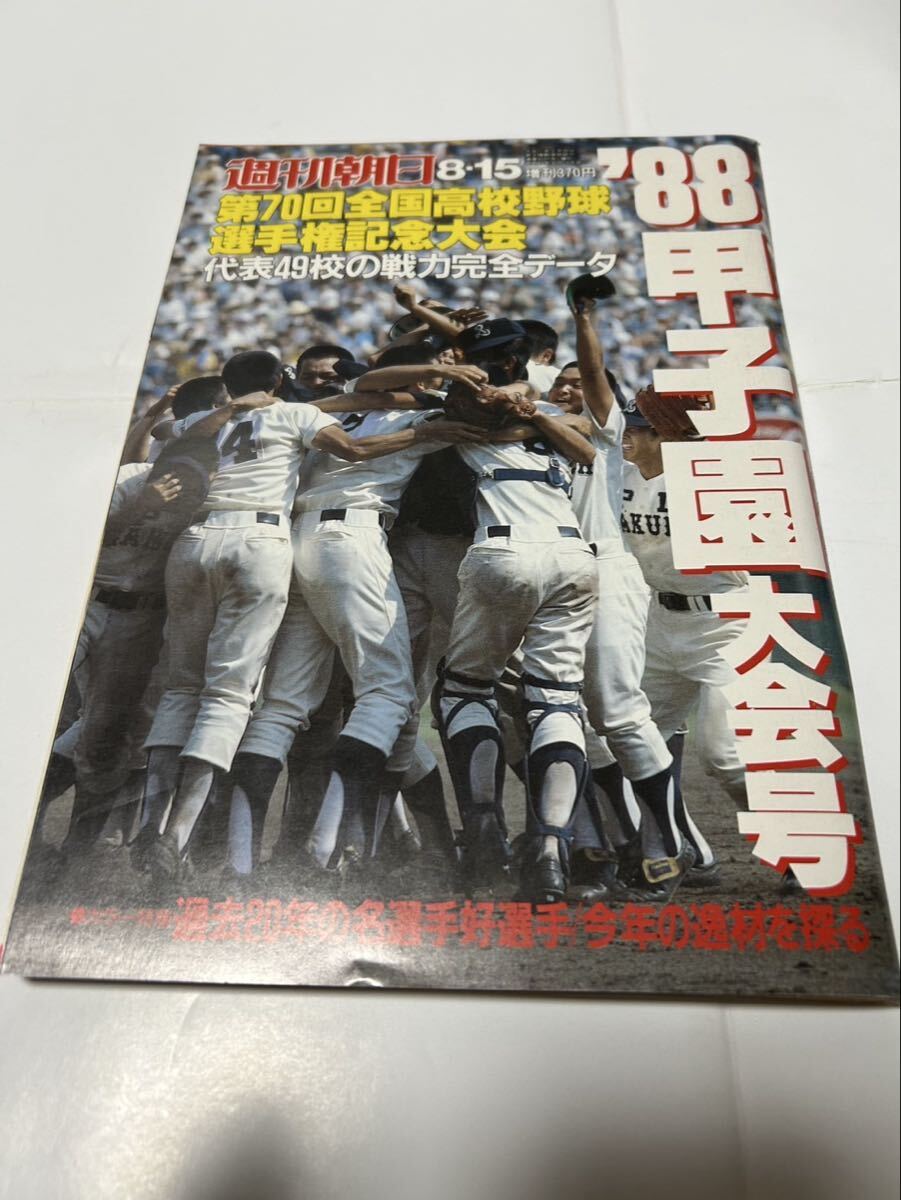 週刊朝日 8・15 増刊370円
第70回全国高校野球
選手権記念大会
代表49校の戦力完全データ
'88甲子園大会号
4
過去20年の名選手好選手/今年の逸材を探る